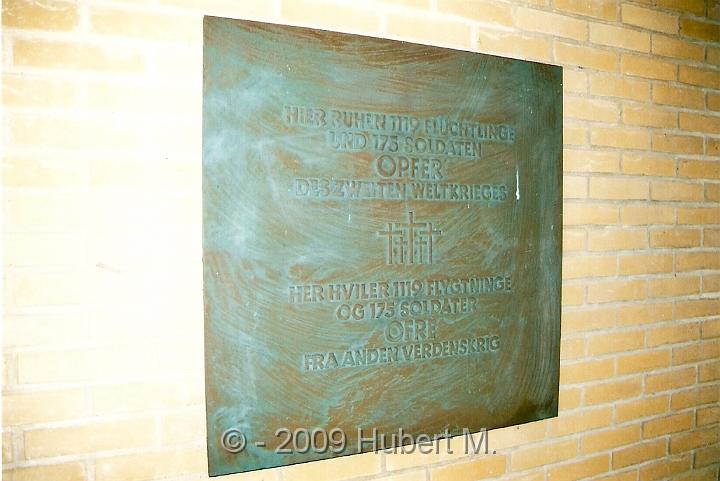 HIER RUHEN 1119 FLÜCHTLINGE
UND 175 SOLDATEN
OPFER
DES ZWEITEN WELTKRIEGES
HER HVILER 1119 FLYGTNINGE
OG 175 SOLDATER
OFRE
FRA ANDEN VERDENSKRIG
© - 2009 Hubert M.